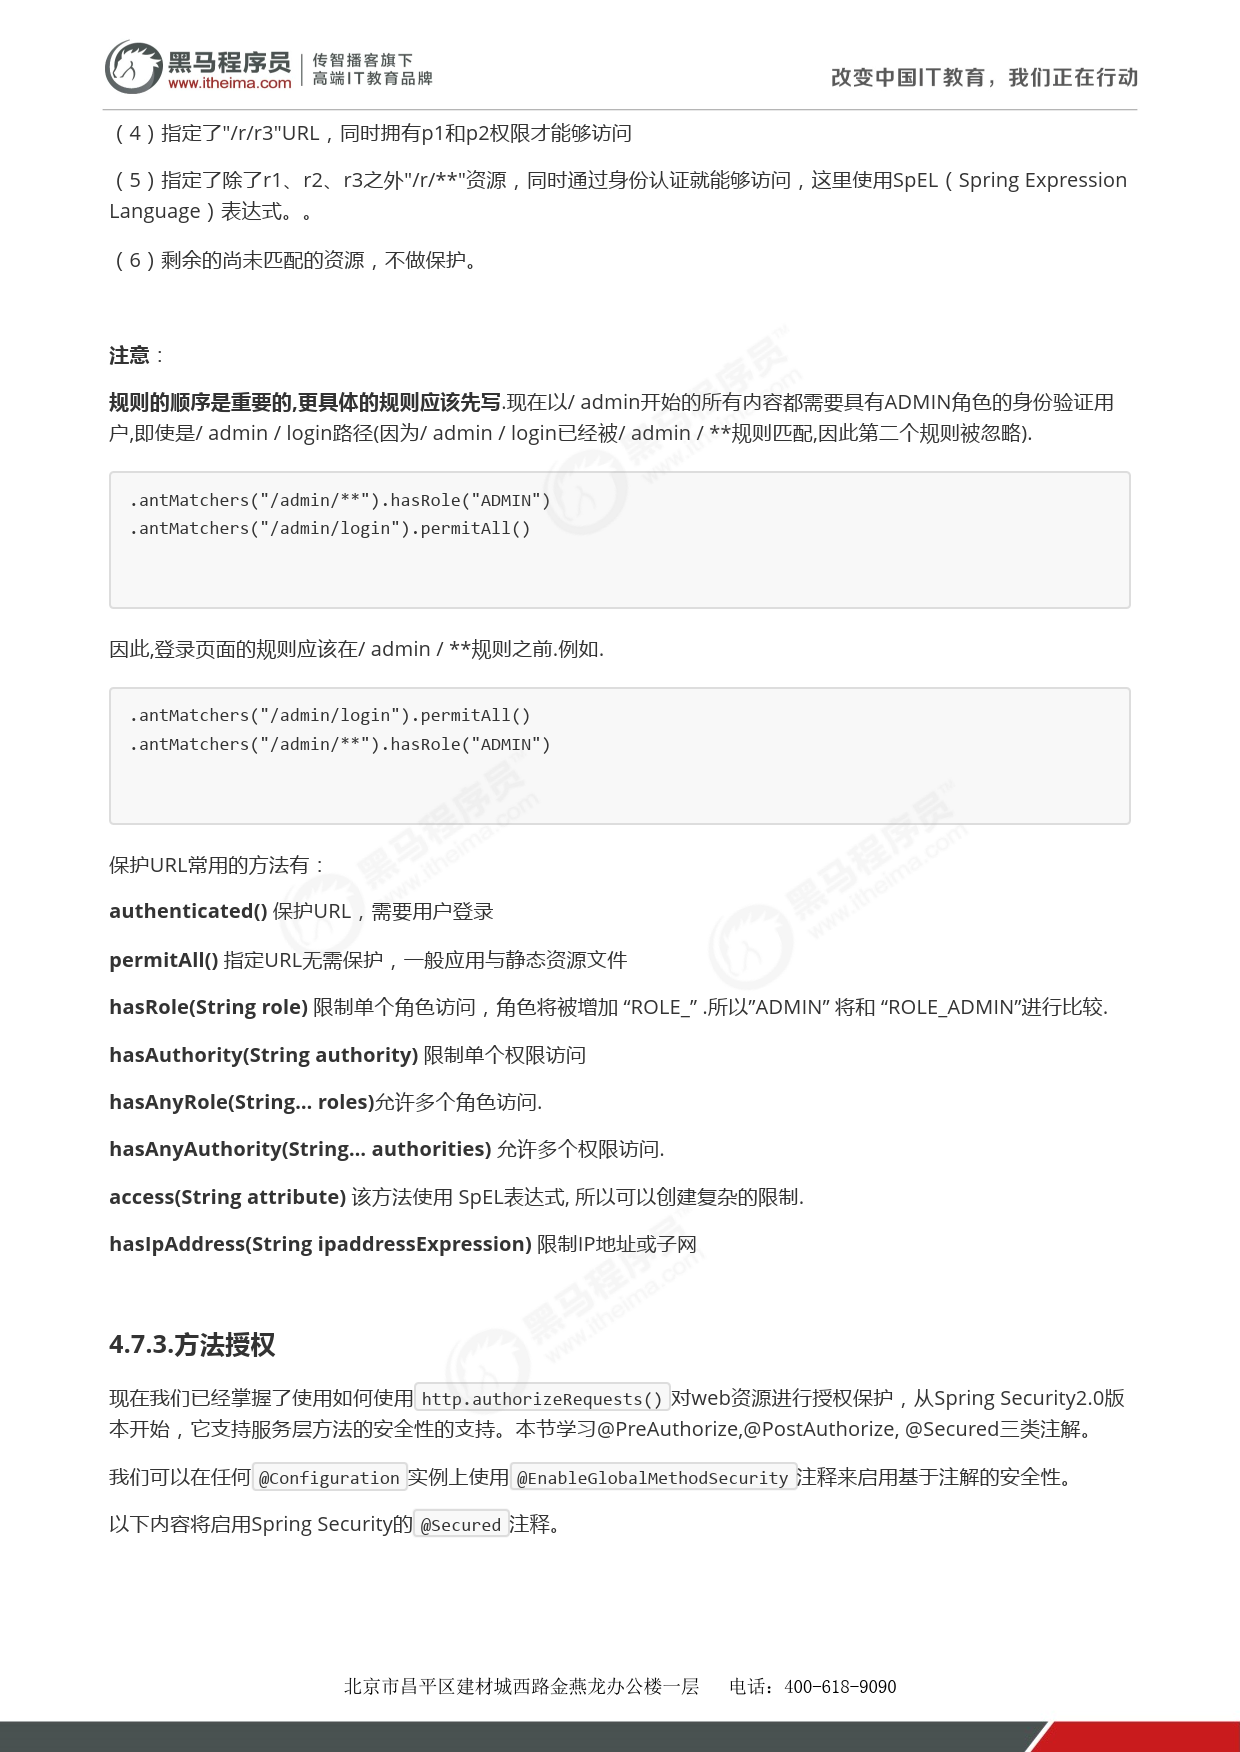 黑马程序员
www.itheima.com
传智播客旗下
高端IT教育品牌
改变中国IT教育，我们正在行动
（4）指定了"/r/r3"URL，同时拥有p1和p2权限才能够访问
（5）指定了除了r1、r2、r3之外"/r/**"资源，同时通过身份认证就能够访问，这里使用SpEL（Spring Expression
Language）表达式。。
（6）剩余的尚未匹配的资源，不做保护。
注意：
规则的顺序是重要的,更具体的规则应该先写.现在以/ admin开始的所有内容都需要具有ADMIN角色的身份验证用
户,即使是/ admin / login路径(因为/ admin / login已经被/ admin / **规则匹配,因此第二个规则被忽略).
.antMatchers("/admin/**").hasRole("ADMIN")
.antMatchers("/admin/login").permitAll()
因此,登录页面的规则应该在/ admin / **规则之前.例如.
.antMatchers("/admin/login").permitAll()
.antMatchers("/admin/**").hasRole("ADMIN")
保护URL常用的方法有：
authenticated() 保护URL，需要用户登录
permitAll() 指定URL无需保护，一般应用与静态资源文件
hasRole(String role) 限制单个角色访问，角色将被增加 “ROLE_” .所以”ADMIN” 将和 “ROLE_ADMIN”进行比较.
hasAuthority(String authority) 限制单个权限访问
hasAnyRole(String… roles)允许多个角色访问.
hasAnyAuthority(String… authorities) 允许多个权限访问.
access(String attribute) 该方法使用 SpEL表达式, 所以可以创建复杂的限制.
hasIpAddress(String ipaddressExpression) 限制IP地址或子网
4.7.3.方法授权
现在我们已经掌握了使用如何使用 http.authorizeRequests() 对web资源进行授权保护，从Spring Security2.0版
本开始，它支持服务层方法的安全性的支持。本节学习@PreAuthorize,@PostAuthorize, @Secured三类注解。
我们可以在任何 @Configuration 实例上使用 @EnableGlobalMethodSecurity 注释来启用基于注解的安全性。
以下内容将启用Spring Security的 @Secured 注释。
北京市昌平区建材城西路金燕龙办公楼一层 电话：400-618-9090